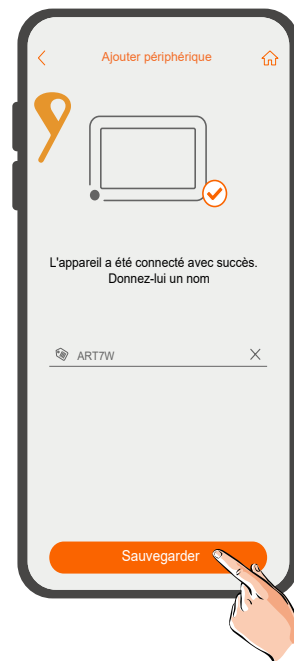 Ajouter périphérique
L'appareil a été connecté avec succès.
Donnez-lui un nom
ART7W
Sauvegarder